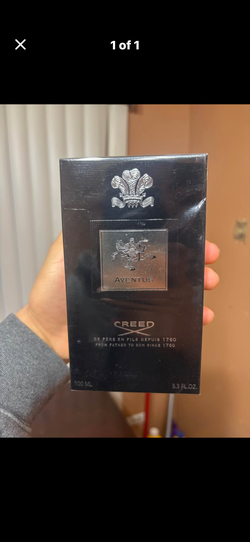 1 of 1
AVENTUS
CREED
DE PÈRE EN FILS DEPUIS 1760
FROM FATHER TO SON SINCE 1760
100 ML
3.3 FL.OZ.